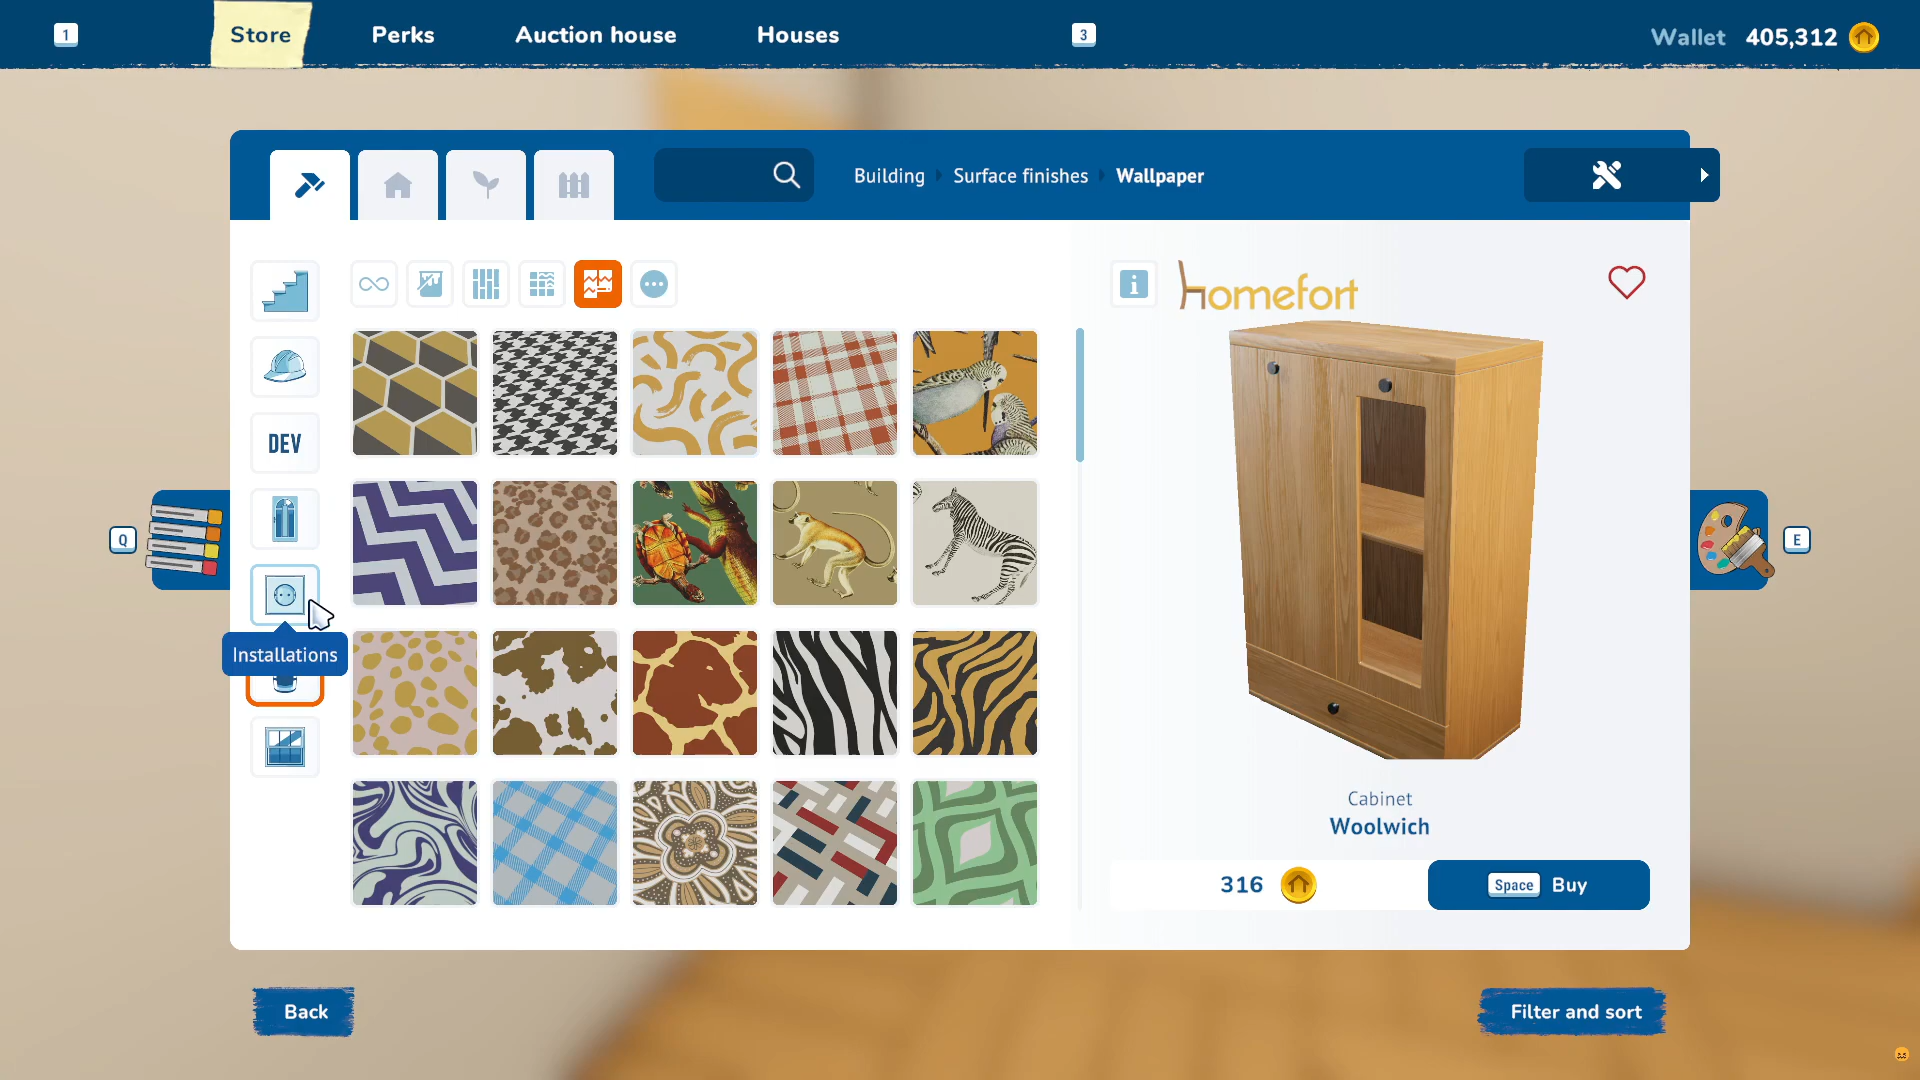 1
Store
Perks
Auction house
Houses
3
Wallet 405,312
Building Surface finishes Wallpaper
DEV
Installations
i
homefort
Q
E
Cabinet
Woolwich
316
Space Buy
Back
Filter and sort